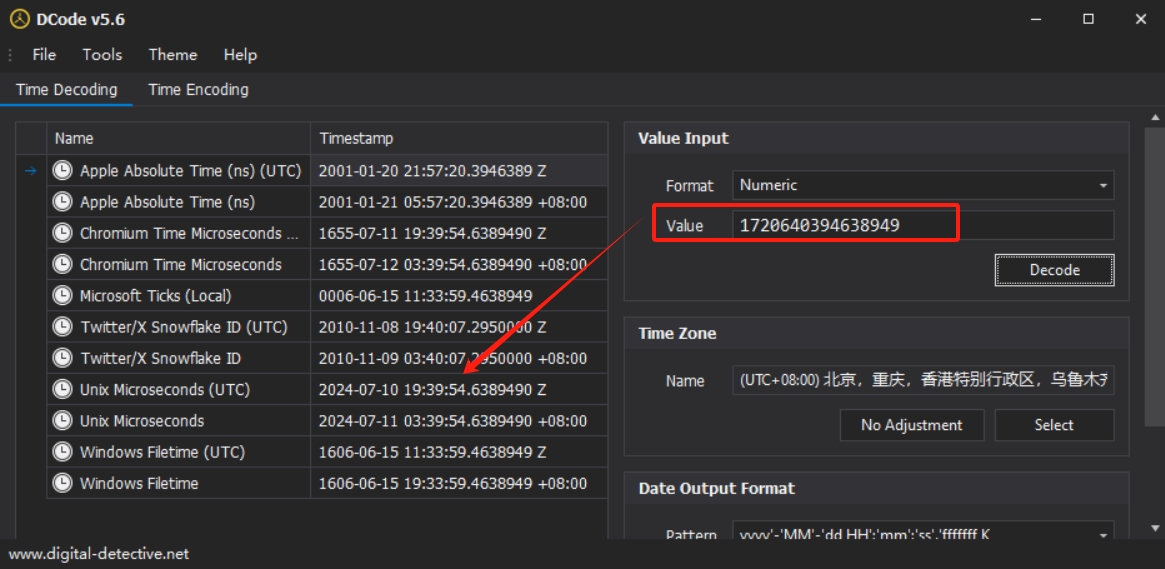 DCode v5.6
File Tools Theme Help
Time Decoding Time Encoding
Name Timestamp
Apple Absolute Time (ns) (UTC) 2001-01-20 21:57:20.3946389 Z
Apple Absolute Time (ns) 2001-01-21 05:57:20.3946389 +08:00
Chromium Time Microseconds ... 1655-07-11 19:39:54.6389490 Z
Chromium Time Microseconds 1655-07-12 03:39:54.6389490 +08:00
Microsoft Ticks (Local) 0006-06-15 11:33:59.4638949
Twitter/X Snowflake ID (UTC) 2010-11-08 19:40:07.2950000 Z
Twitter/X Snowflake ID 2010-11-09 03:40:07.2950000 +08:00
Unix Microseconds (UTC) 2024-07-10 19:39:54.6389490 Z
Unix Microseconds 2024-07-11 03:39:54.6389490 +08:00
Windows Filetime (UTC) 1606-06-15 11:33:59.4638949 Z
Windows Filetime 1606-06-15 19:33:59.4638949 +08:00
Value Input
Format Numeric
Value 1720640394638949
Decode
Time Zone
Name (UTC+08:00) 北京，重庆，香港特别行政区，乌鲁木
No Adjustment Select
Date Output Format
Pattern yyyy'-'MM'-'dd HH':'mm':'ss'.'fffffff K
www.digital-detective.net